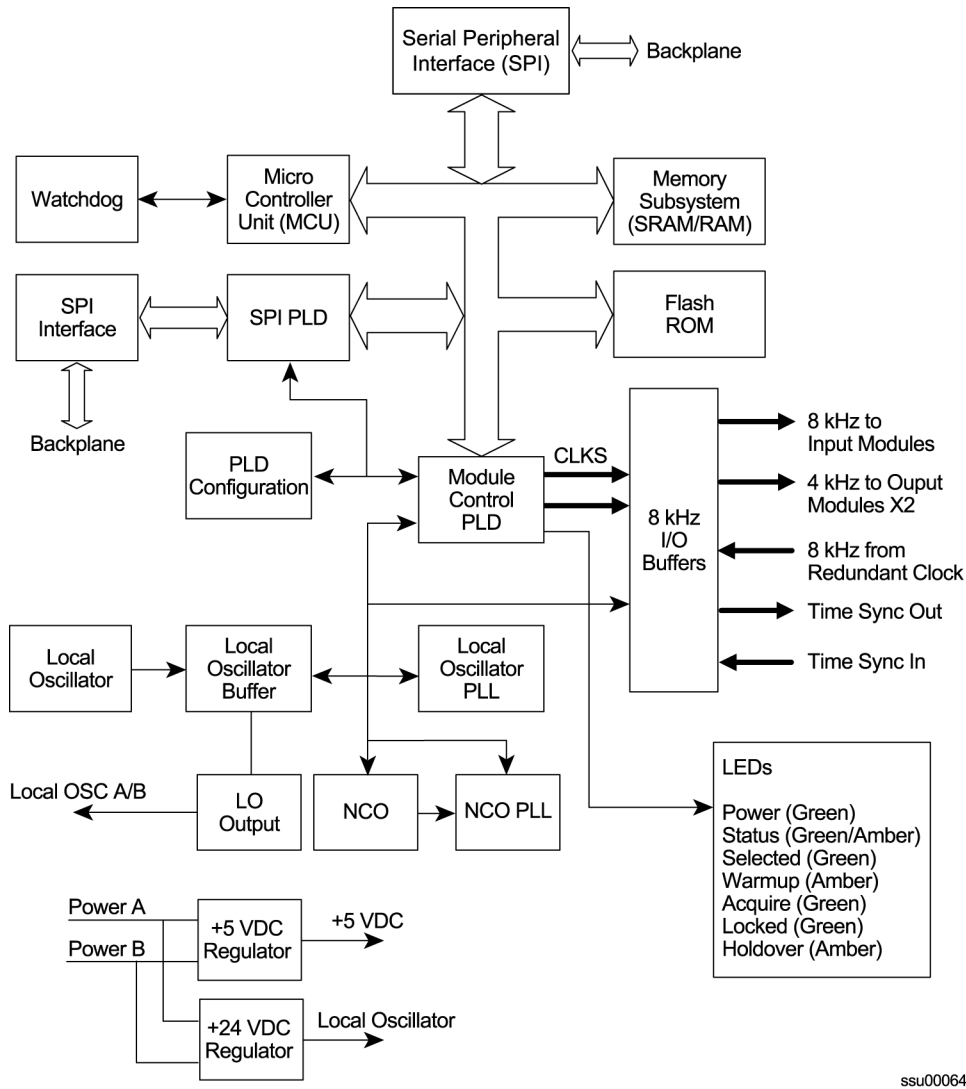 Serial Peripheral
Interface (SPI)
Backplane
Watchdog
Micro
Controller
Unit (MCU)
Memory
Subsystem
(SRAM/RAM)
SPI
Interface
SPI PLD
Flash
ROM
Backplane
PLD
Configuration
Module
Control
PLD
CLKS
8 kHz
I/O
Buffers
8 kHz to
Input Modules
4 kHz to Ouput
Modules X2
8 kHz from
Redundant Clock
Time Sync Out
Time Sync In
Local
Oscillator
Local
Oscillator
Buffer
Local
Oscillator
PLL
Local OSC A/B
LO
Output
NCO
NCO PLL
LEDs
Power (Green)
Status (Green/Amber)
Selected (Green)
Warmup (Amber)
Acquire (Green)
Locked (Green)
Holdover (Amber)
Power A
Power B
+5 VDC
Regulator
+5 VDC
+24 VDC
Regulator
Local Oscillator
ssu00064